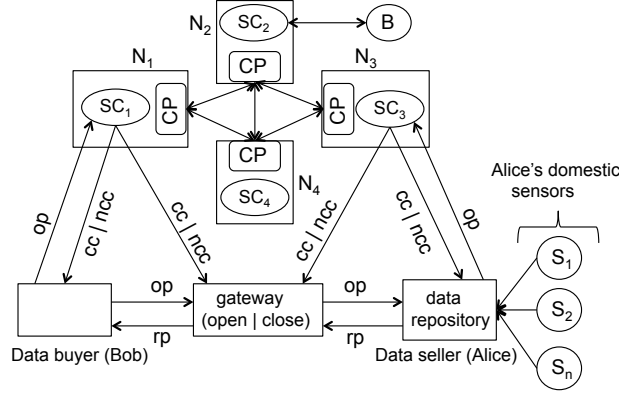 N2
SC2
B
CP
N1
N3
SC1
CP
CP
SC3
CP
N4
SC4
Alice's domestic
sensors
op
cc | ncc
cc | ncc
cc | ncc
cc | ncc
op
S1
S2
Sn
op
gateway
(open | close)
op
data
repository
rp
rp
Data buyer (Bob)
Data seller (Alice)